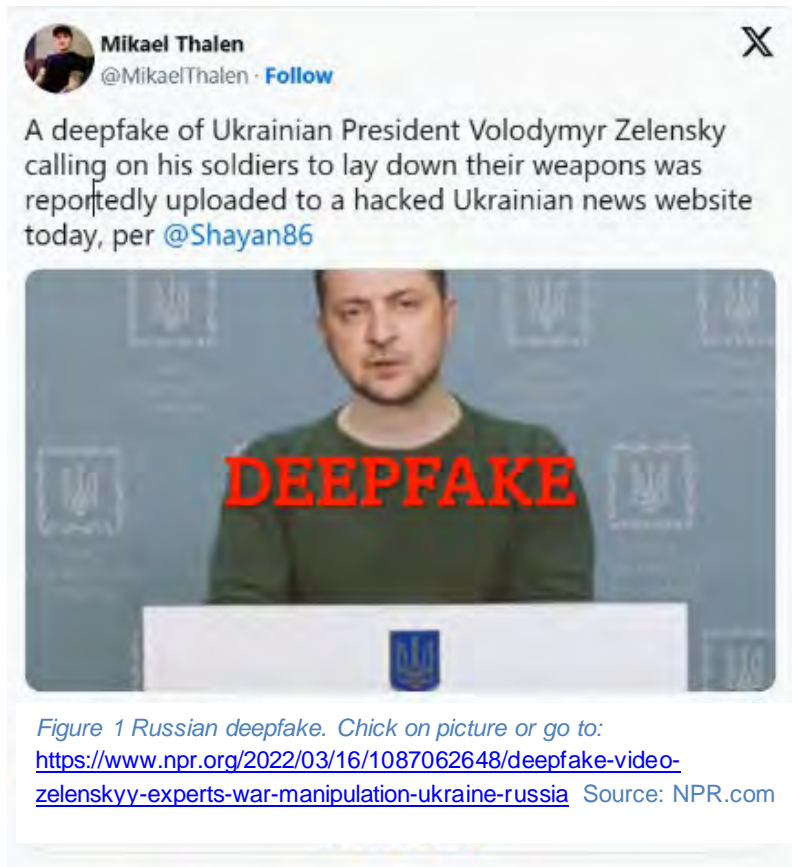 Mikael Thalen
@MikaelThalen · Follow
X
A deepfake of Ukrainian President Volodymyr Zelensky
calling on his soldiers to lay down their weapons was
reportedly uploaded to a hacked Ukrainian news website
today, per @Shayan86
DEEPFAKE
Figure 1 Russian deepfake. Chick on picture or go to:
https://www.npr.org/2022/03/16/1087062648/deepfake-video-
zelenskyy-experts-war-manipulation-ukraine-russia Source: NPR.com